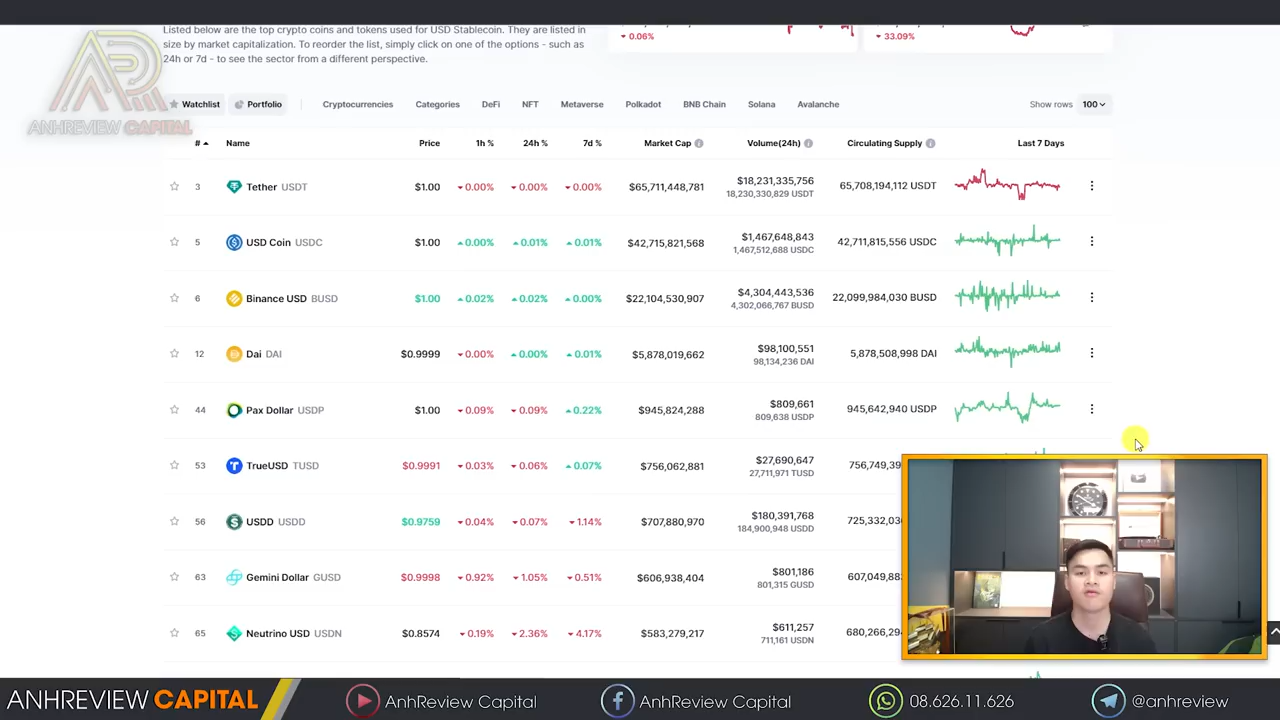 Listed below are the top crypto coins and tokens used for USD Stablecoin. They are listed in
size by market capitalization. To reorder the list, simply click on one of the options - such as
24h or 7d - to see the sector from a different perspective.
0.06%
33.09%
ANHREVIEW CAPITAL
Watchlist Portfolio Cryptocurrencies Categories DeFi NFT Metaverse Polkadot BNB Chain Solana Avalanche Show rows 100
# Name Price 1h % 24h % 7d % Market Cap Volume(24h) Circulating Supply Last 7 Days
3 Tether USDT $1.00 0.00% 0.00% 0.00% $65,711,448,781 $18,231,335,756 65,708,194,112 USDT
18,230,330,829 USDT
5 USD Coin USDC $1.00 0.00% 0.01% 0.01% $42,715,821,568 $1,467,648,843 42,711,815,556 USDC
1,467,512,688 USDC
6 Binance USD BUSD $1.00 0.02% 0.02% 0.00% $22,104,530,907 $4,304,443,536 22,099,984,030 BUSD
4,302,066,767 BUSD
12 Dai DAI $0.9999 0.00% 0.00% 0.01% $5,878,019,662 $98,100,551 5,878,508,998 DAI
98,134,236 DAI
44 Pax Dollar USDP $1.00 0.09% 0.09% 0.22% $945,824,288 $809,661 945,642,940 USDP
809,638 USDP
53 TrueUSD TUSD $0.9991 0.03% 0.06% 0.07% $756,062,881 $27,690,647 756,749,39
27,711,971 TUSD
56 USDD USDD $0.9759 0.04% 0.07% 1.14% $707,880,970 $180,391,768 725,332,03
184,900,948 USDD
63 Gemini Dollar GUSD $0.9998 0.92% 1.05% 0.51% $606,938,404 $801,186 607,049,88
801,315 GUSD
65 Neutrino USD USDN $0.8574 0.19% 2.36% 4.17% $583,279,217 $611,257 680,266,29
711,161 USDN
ANHREVIEW CAPITAL AnhReview Capital AnhReview Capital 08.626.11.626 @anhreview